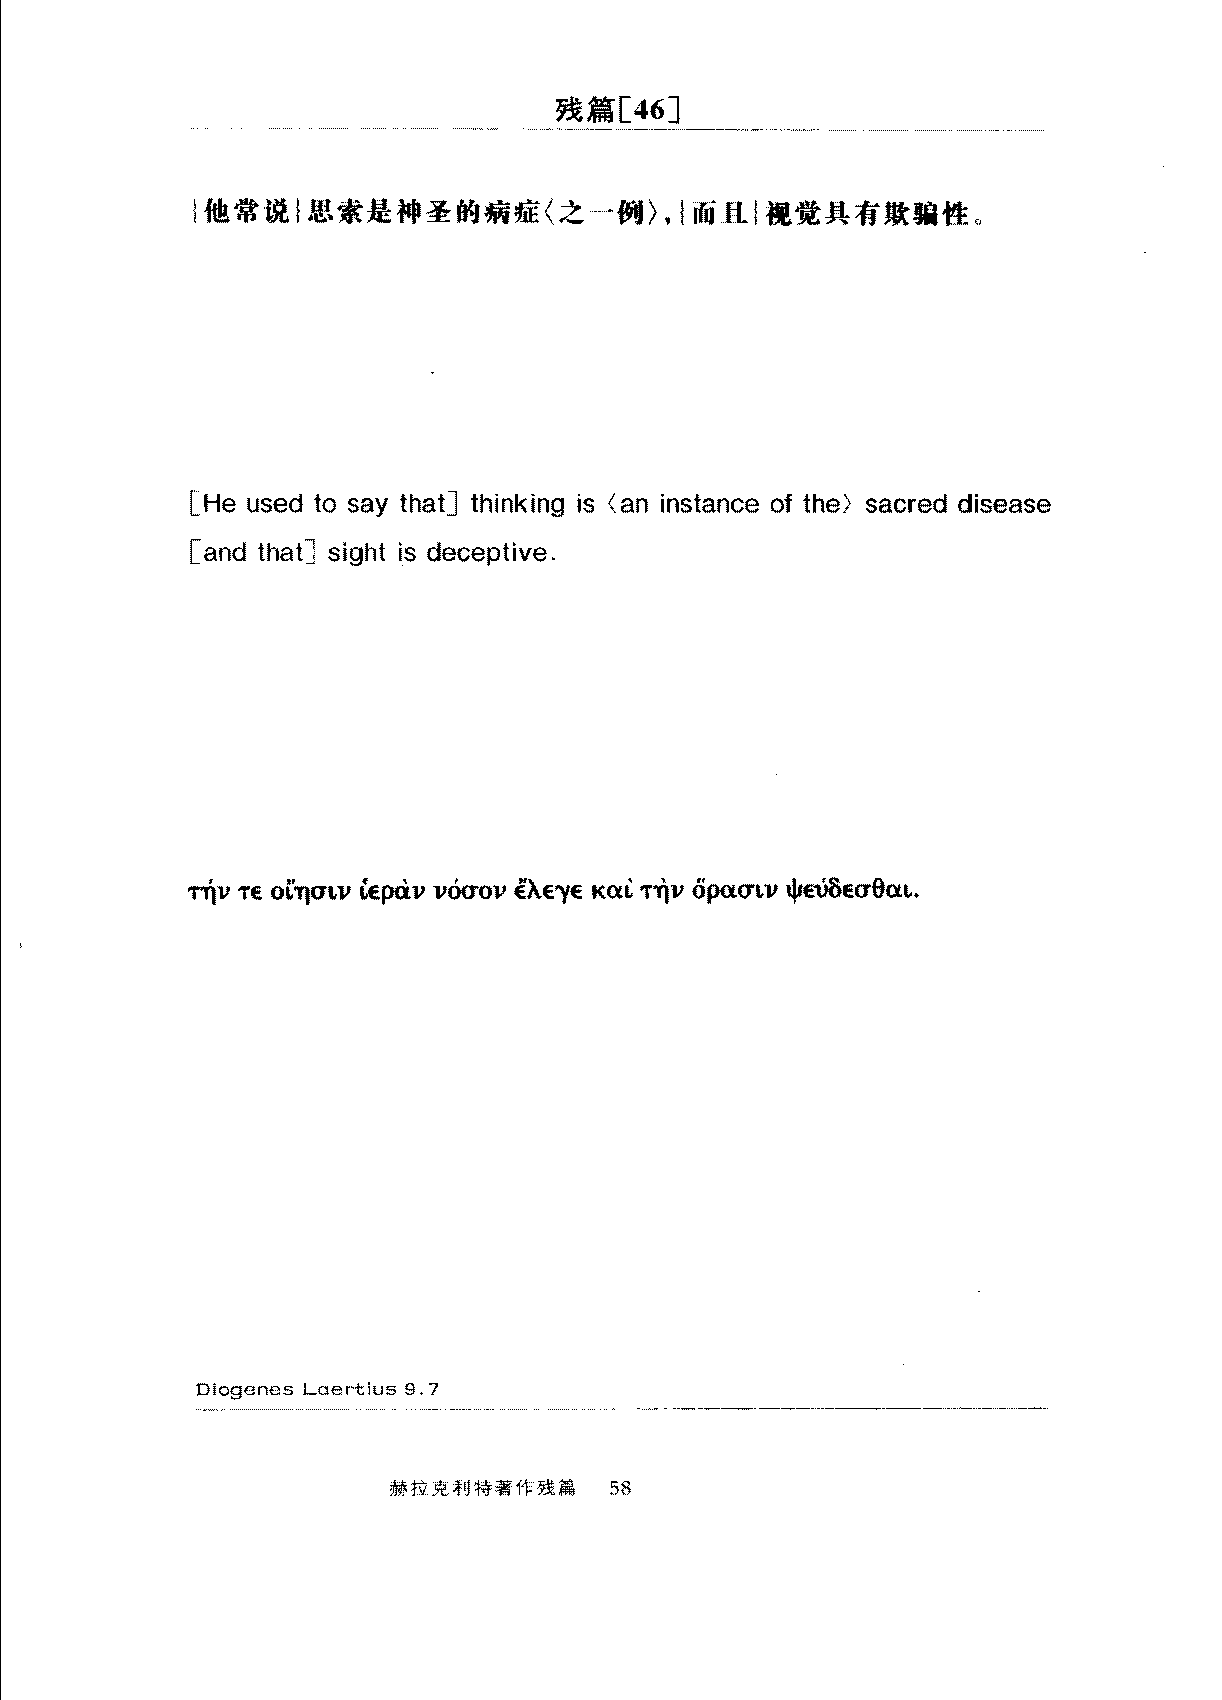 残篇[46]
{他常说}思索是神圣的病症〈之一例〉,{而且}视觉具有欺骗性。
[He used to say that] thinking is 〈an instance of the〉 sacred disease
[and that] sight is deceptive.
τήν τε οἴησιν ἱερὰν νόσον ἔλεγε καὶ τὴν ὅρασιν ψεύδεσθαι.
Diogenes Laertius 9.7
赫拉克利特著作残篇 58